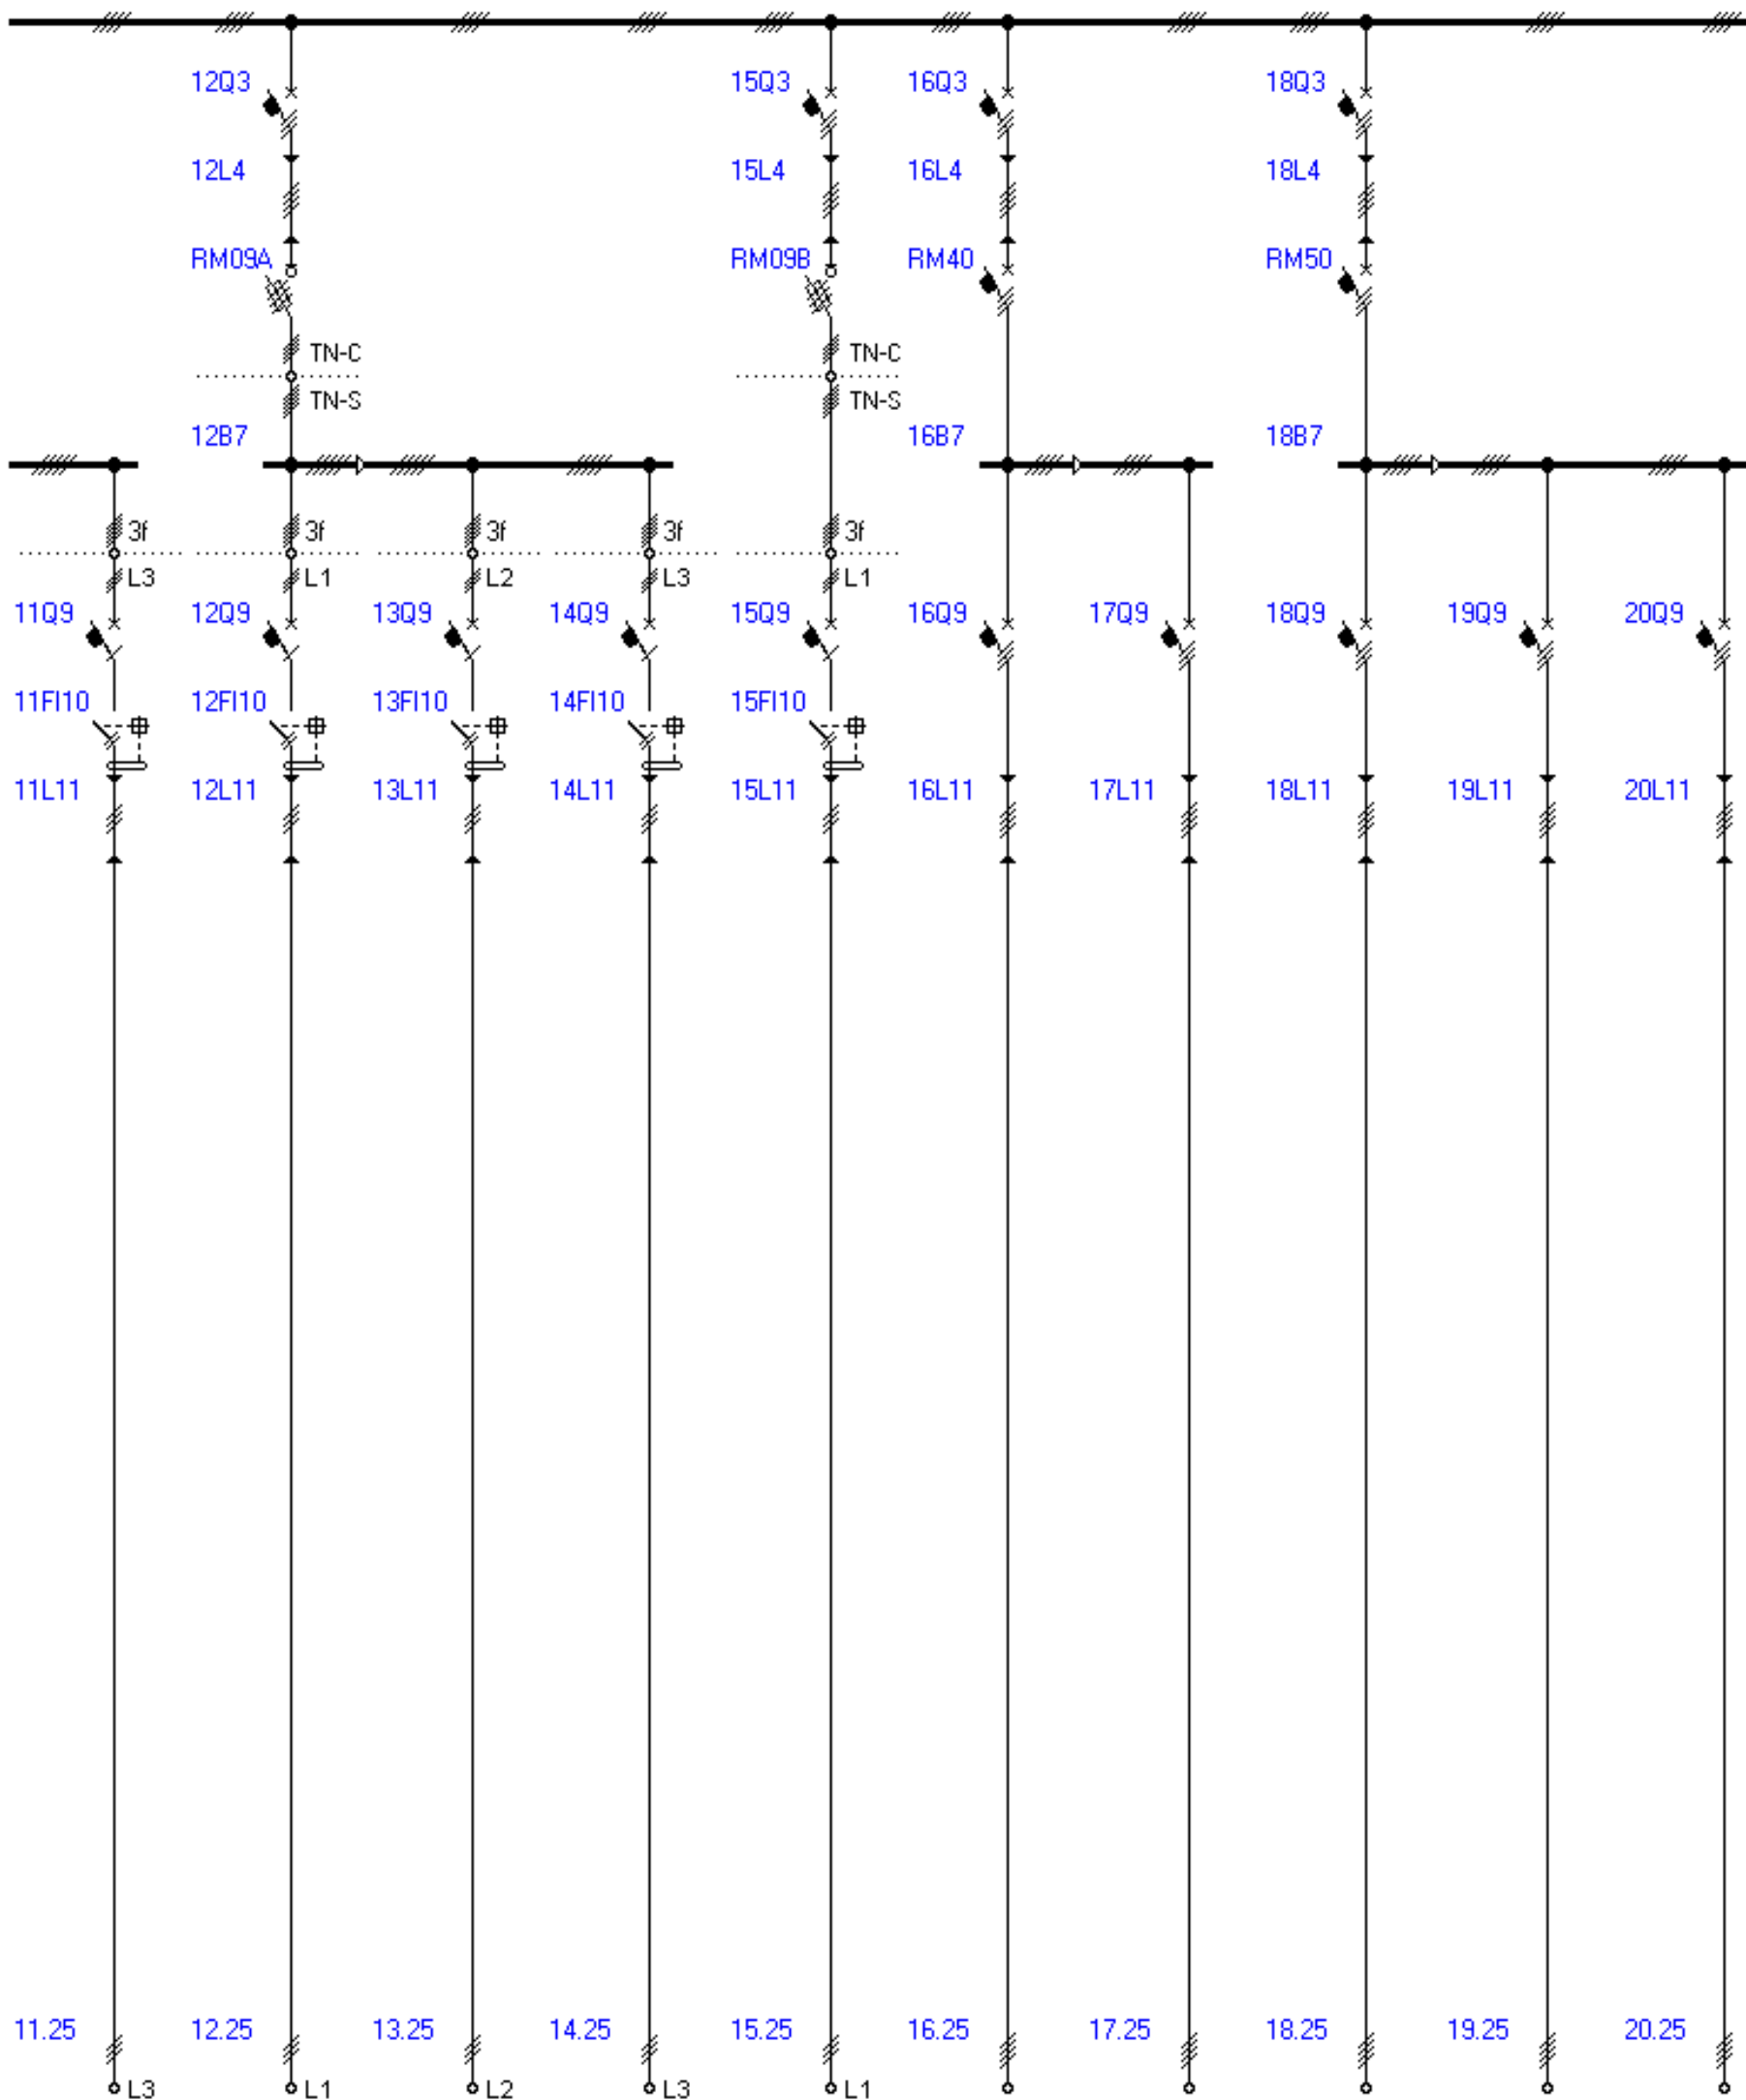 12Q3 15Q3 16Q3 18Q3
12L4 15L4 16L4 18L4
RM09A RM09B RM40 RM50
TN-C TN-C
TN-S TN-S
12B7 16B7 18B7
3f 3f 3f 3f 3f
L3 L1 L2 L3 L1
11Q9 12Q9 13Q9 14Q9 15Q9 16Q9 17Q9 18Q9 19Q9 20Q9
11FI10 12FI10 13FI10 14FI10 15FI10
11L11 12L11 13L11 14L11 15L11 16L11 17L11 18L11 19L11 20L11
11.25 12.25 13.25 14.25 15.25 16.25 17.25 18.25 19.25 20.25
L3 L1 L2 L3 L1